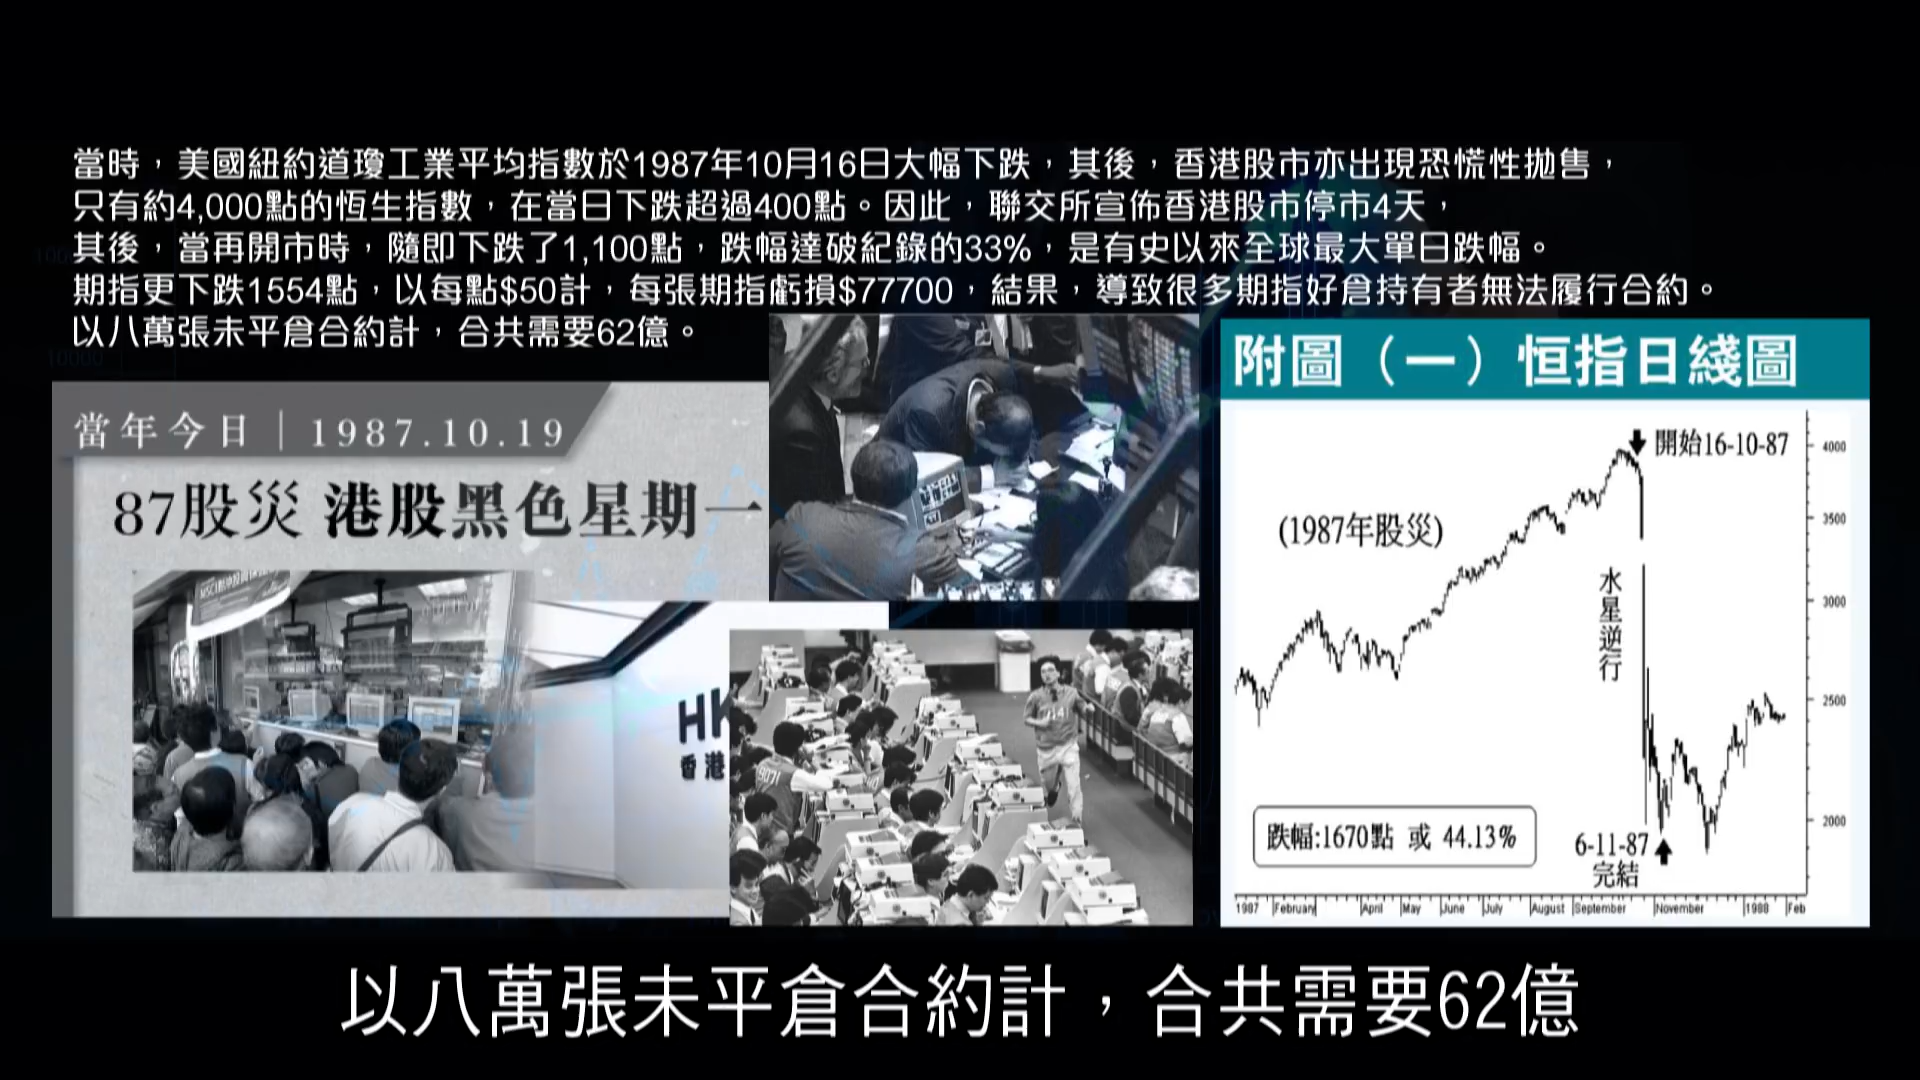 當時，美國紐約道瓊工業平均指數於1987年10月16日大幅下跌，其後，香港股市亦出現恐慌性拋售，
只有約4,000點的恆生指數，在當日下跌超過400點。因此，聯交所宣佈香港股市停市4天，
其後，當再開市時，隨即下跌了1,100點，跌幅達破紀錄的33%，是有史以來全球最大單日跌幅。
期指更下跌1554點，以每點$50計，每張期指虧損$77700，結果，導致很多期指好倉持有者無法履行合約。
以八萬張未平倉合約計，合共需要62億。
10000
當年今日｜1987.10.19
87股災 港股黑色星期一
HK
香港
9071
附圖（一）恒指日綫圖
開始16-10-87
(1987年股災)
水星逆行
4000
3500
3000
2500
2000
跌幅:1670點 或 44.13%
6-11-87
完結
1987 February April May June July August September November 1988 Feb
以八萬張未平倉合約計，合共需要62億